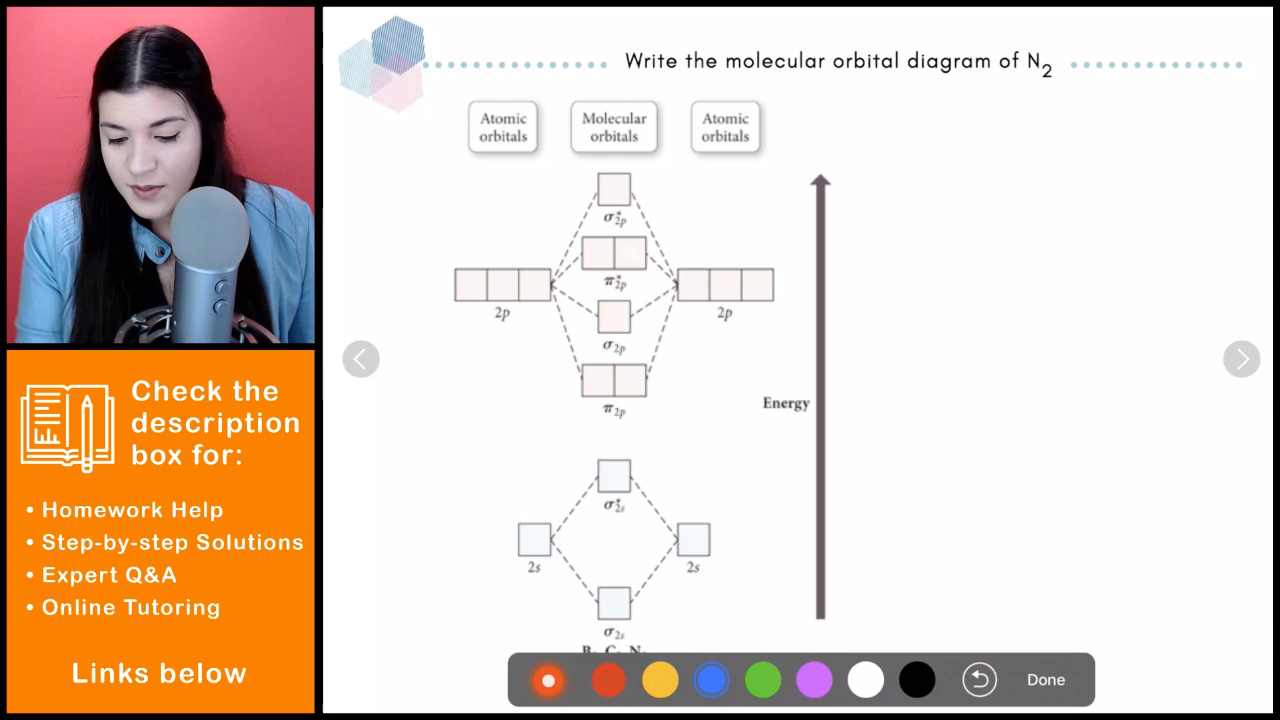 Write the molecular orbital diagram of N2
Atomic
orbitals
Molecular
orbitals
Atomic
orbitals
σ*2p
π*2p
2p
2p
σ2p
π2p
Energy
σ*2s
2s
2s
σ2s
Check the
description
box for:
• Homework Help
• Step-by-step Solutions
• Expert Q&A
• Online Tutoring
Links below
Done